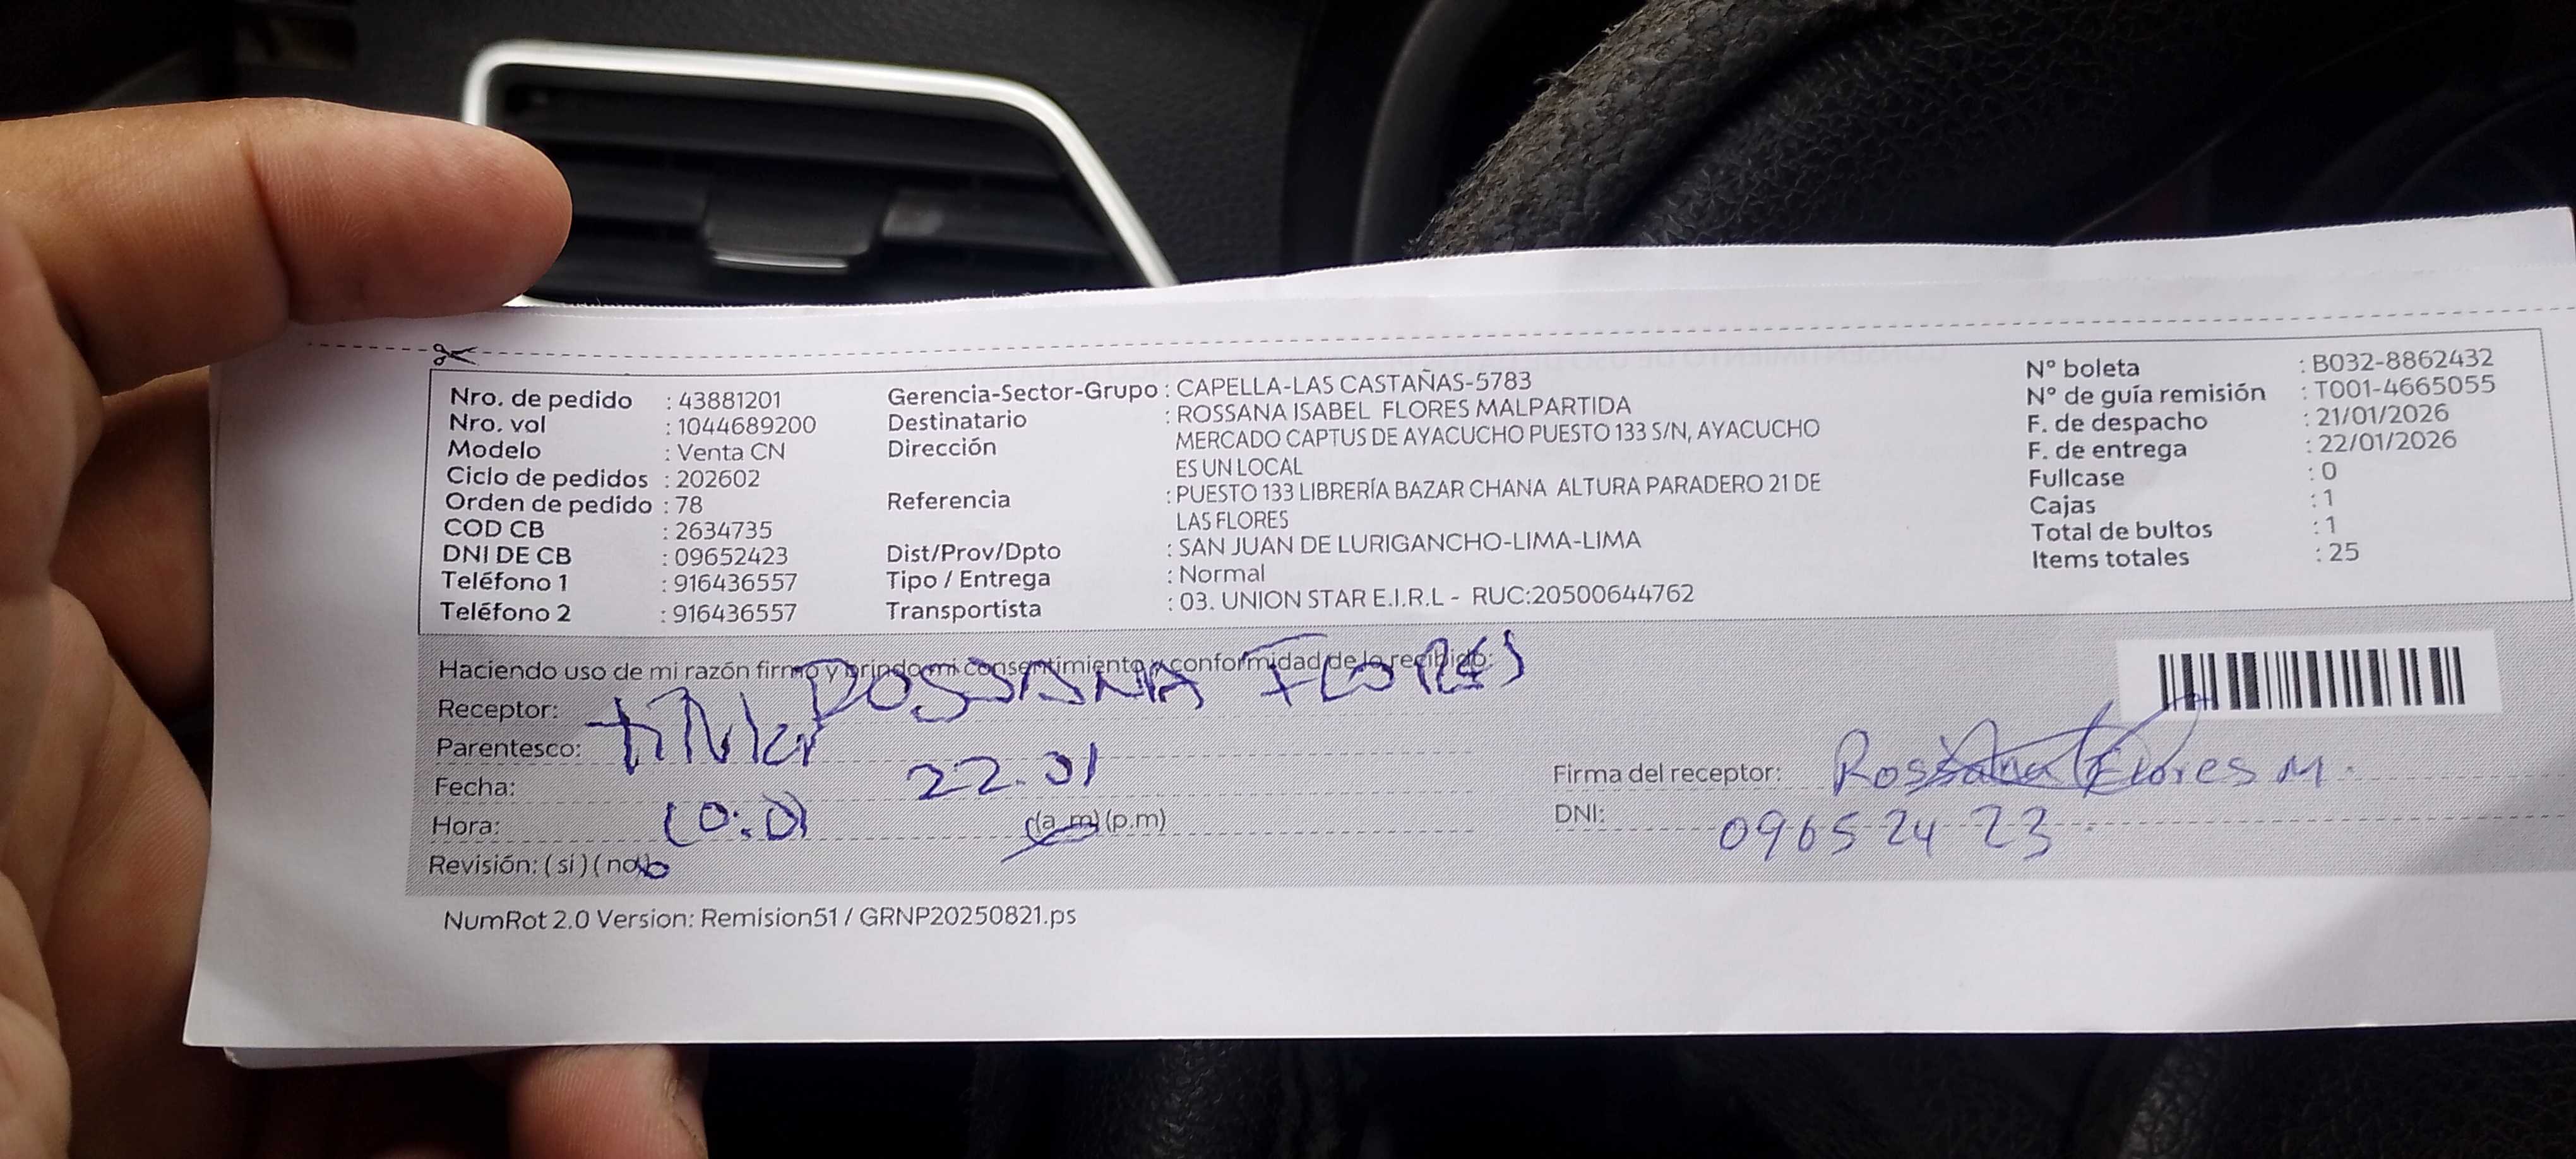 Nro. de pedido : 43881201
Nro. vol : 1044689200
Modelo : Venta CN
Ciclo de pedidos : 202602
Orden de pedido : 78
COD CB : 2634735
DNI DE CB : 09652423
Teléfono 1 : 916436557
Teléfono 2 : 916436557
Gerencia-Sector-Grupo : CAPELLA-LAS CASTAÑAS-5783
Destinatario : ROSSANA ISABEL FLORES MALPARTIDA
Dirección MERCADO CAPTUS DE AYACUCHO PUESTO 133 S/N, AYACUCHO
ES UN LOCAL
Referencia : PUESTO 133 LIBRERÍA BAZAR CHANA ALTURA PARADERO 21 DE
LAS FLORES
Dist/Prov/Dpto : SAN JUAN DE LURIGANCHO-LIMA-LIMA
Tipo / Entrega : Normal
Transportista : 03. UNION STAR E.I.R.L - RUC:20500644762
N° boleta : B032-8862432
N° de guía remisión : T001-4665055
F. de despacho : 21/01/2026
F. de entrega : 22/01/2026
Fullcase : 0
Cajas : 1
Total de bultos : 1
Items totales : 25
Haciendo uso de mi razón firmo y brindo mi consentimiento y conformidad de lo recibido:
Receptor: ROSSANA FLORES
Parentesco: titular
Fecha: 22.01
Hora: (a.m) (p.m)
Revisión: ( si ) ( no )
Firma del receptor: Rossana Flores M.
DNI: 09652423
NumRot 2.0 Version: Remision51 / GRNP20250821.ps